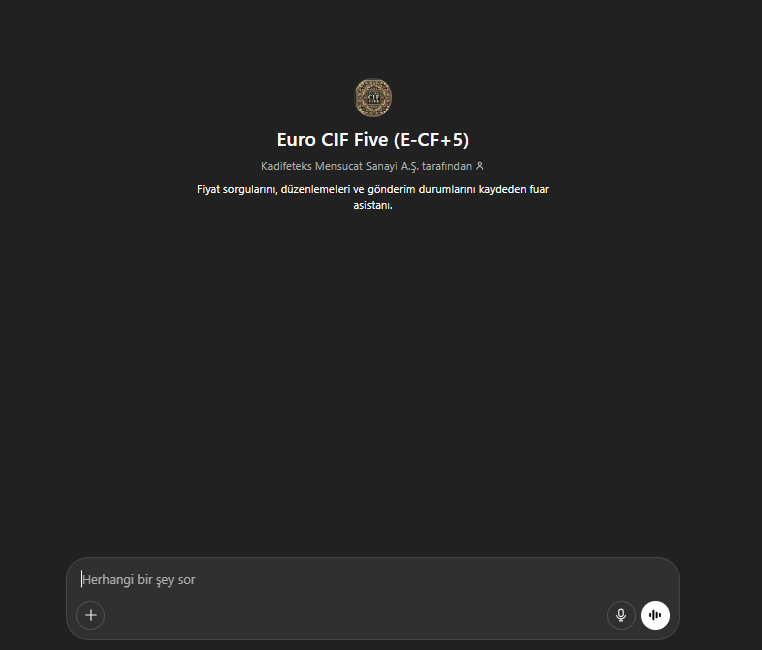 CIF
FIVE
Euro CIF Five (E-CF+5)
Kadifeteks Mensucat Sanayi A.Ş. tarafından
Fiyat sorgularını, düzenlemeleri ve gönderim durumlarını kaydeden fuar
asistanı.
Herhangi bir şey sor